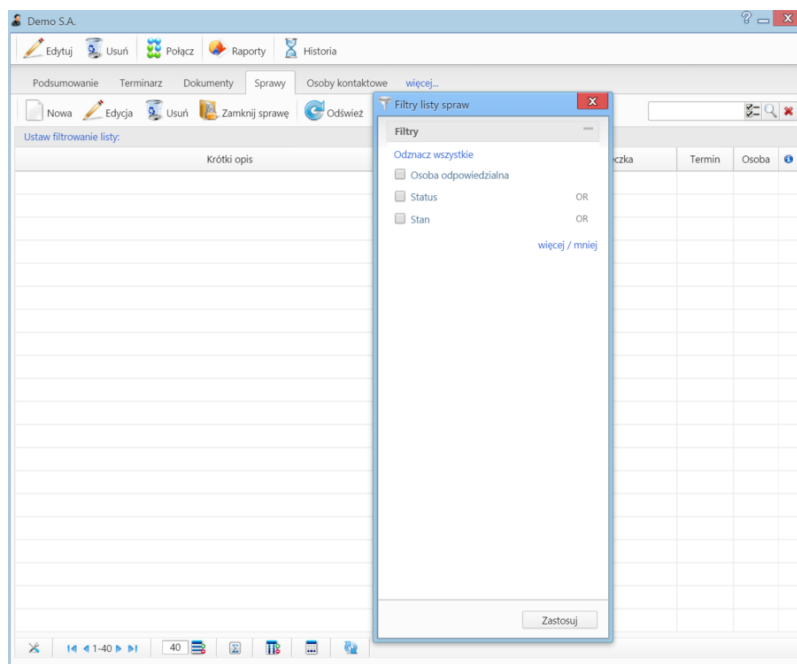 Demo S.A.
Edytuj Usuń Połącz Raporty Historia
Podsumowanie Terminarz Dokumenty Sprawy Osoby kontaktowe więcej...
Nowa Edycja Usuń Zamknij sprawę Odśwież
Ustaw filtrowanie listy:
Krótki opis czka Termin Osoba
Filtry listy spraw
Filtry
Odznacz wszystkie
Osoba odpowiedzialna
Status OR
Stan OR
więcej / mniej
Zastosuj
1-40 40